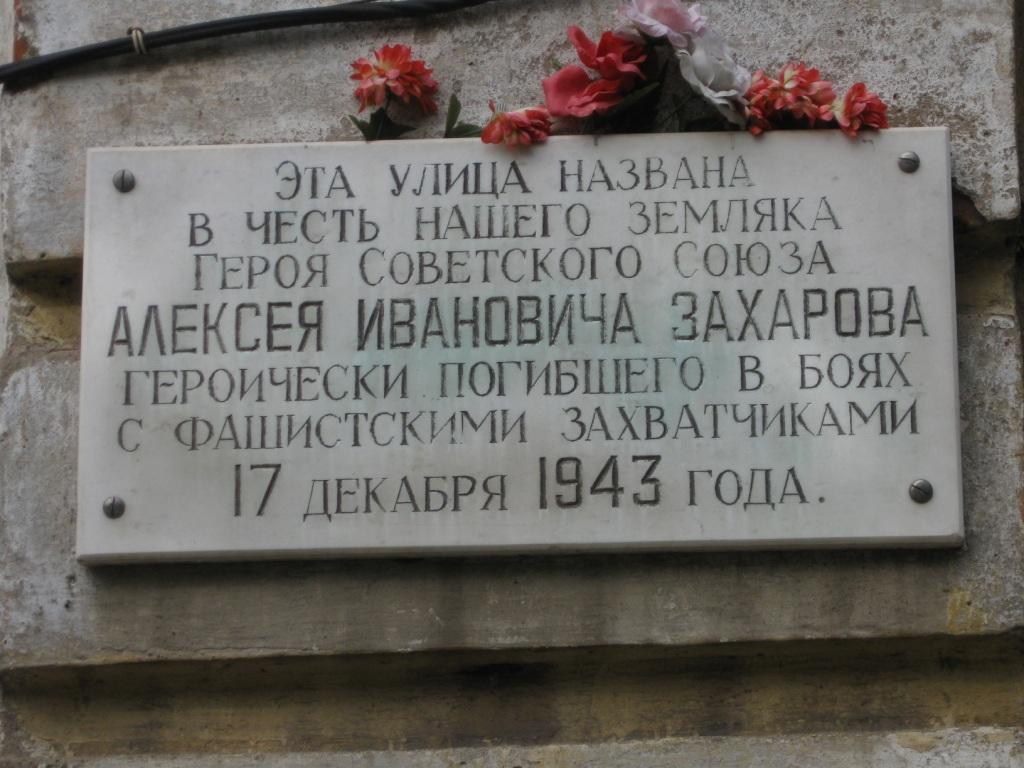 Эта улица названа
в честь нашего земляка
Героя Советского Союза
АЛЕКСЕЯ ИВАНОВИЧА ЗАХАРОВА
героически погибшего в боях
с фашистскими захватчиками
17 декабря 1943 года.